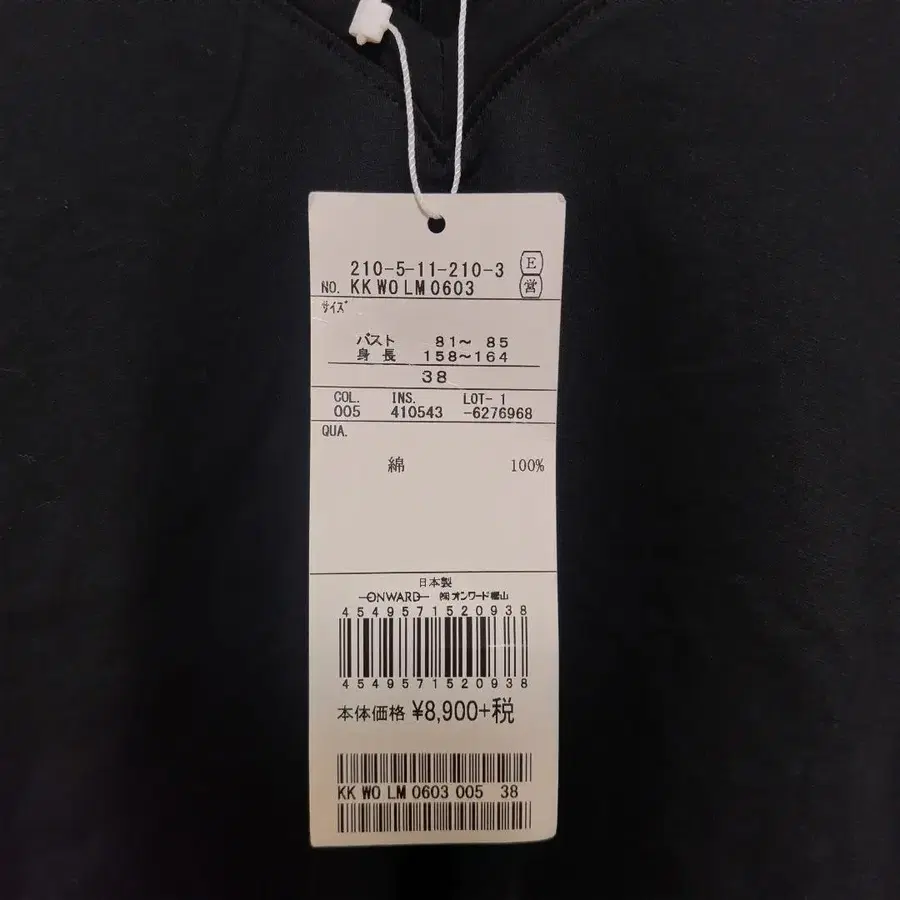 210-5-11-210-3 E
NO. KK WO LM 0603 営
サイズ
バスト 81〜 85
身 長 158〜164
38
COL. INS. LOT- 1
005 410543 -6276968
QUA.
綿 100%
日本製
ONWARD ㈱オンワード樫山
4549571520938
4549571520938
本体価格 ¥8,900+税
KK WO LM 0603 005 38